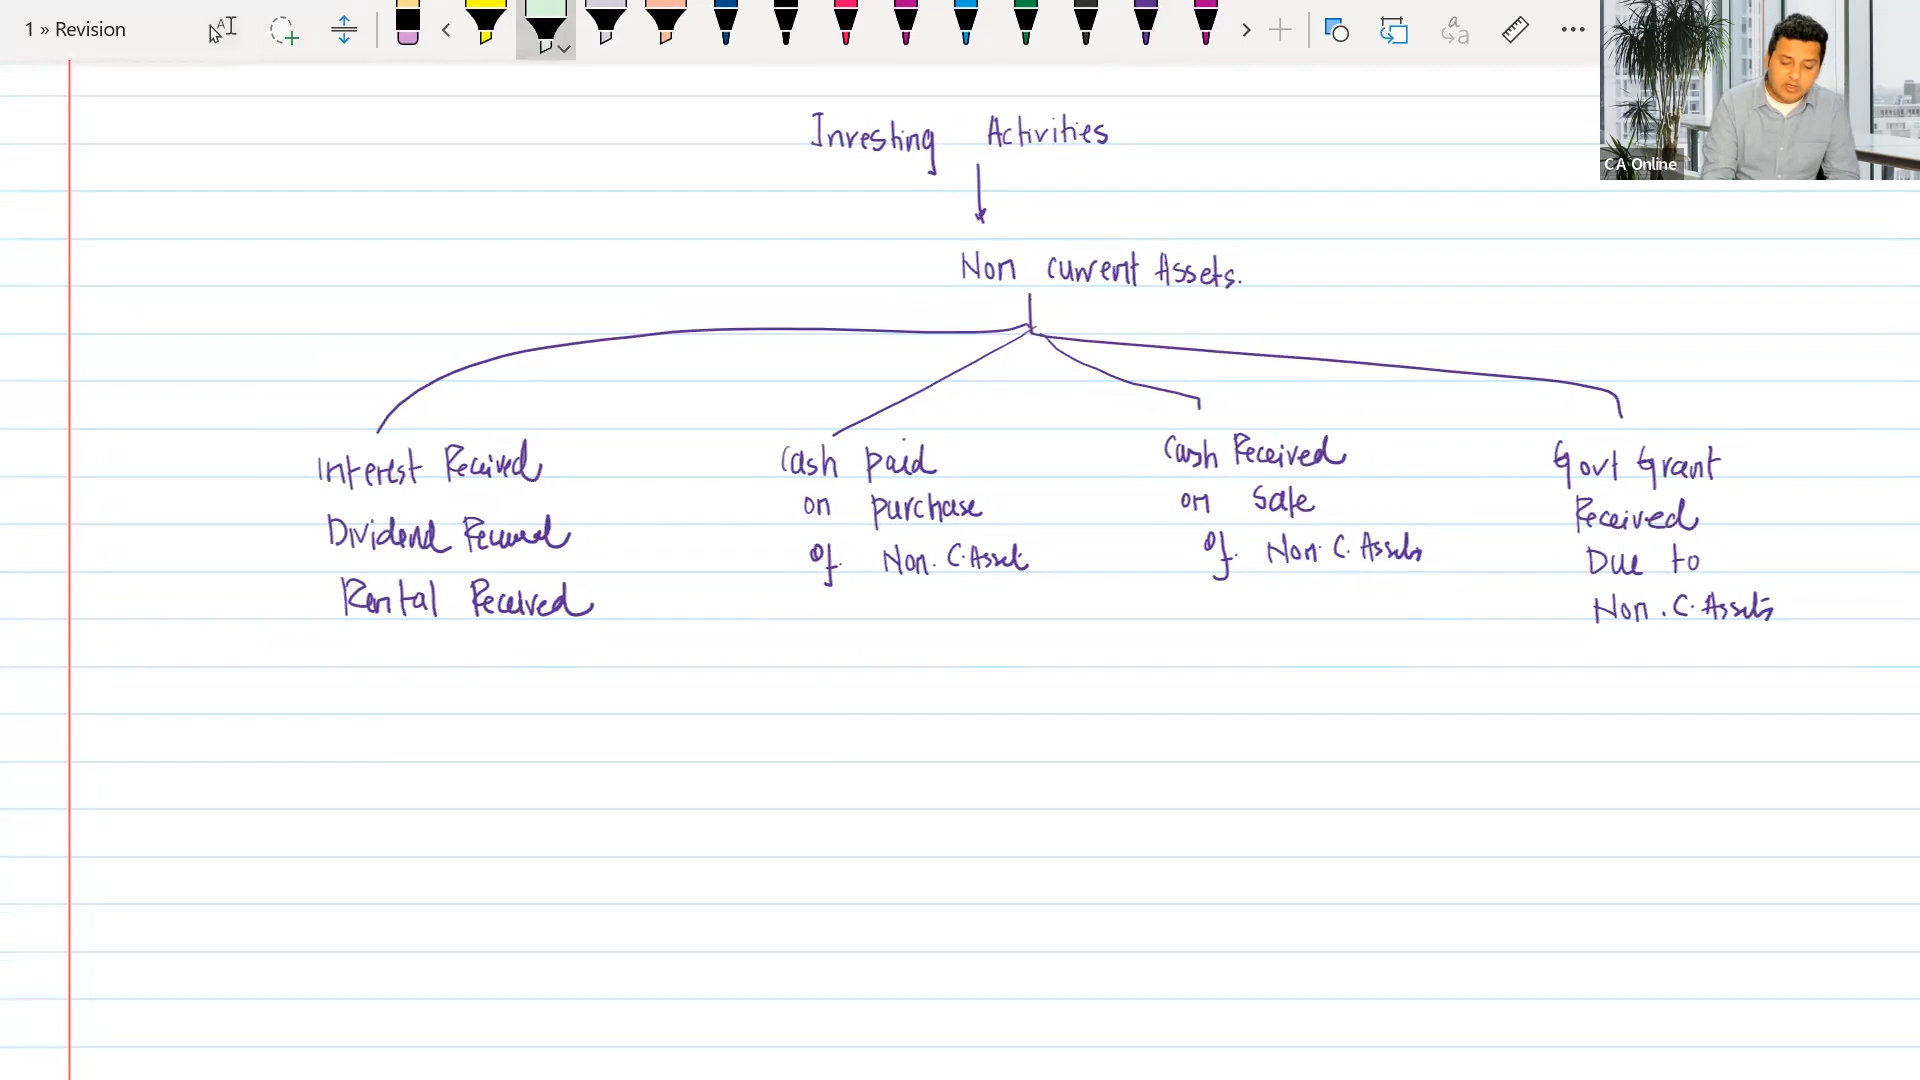 1 » Revision
C A Online
Investing Activities
Non current Assets.
Interest Received
Dividend Received
Rental Received
Cash paid
on purchase
of. Non. C. Asset
Cash Received
on Sale
of. Non. C. Assets
Govt Grant
Received
Due to
Non. C. Assets